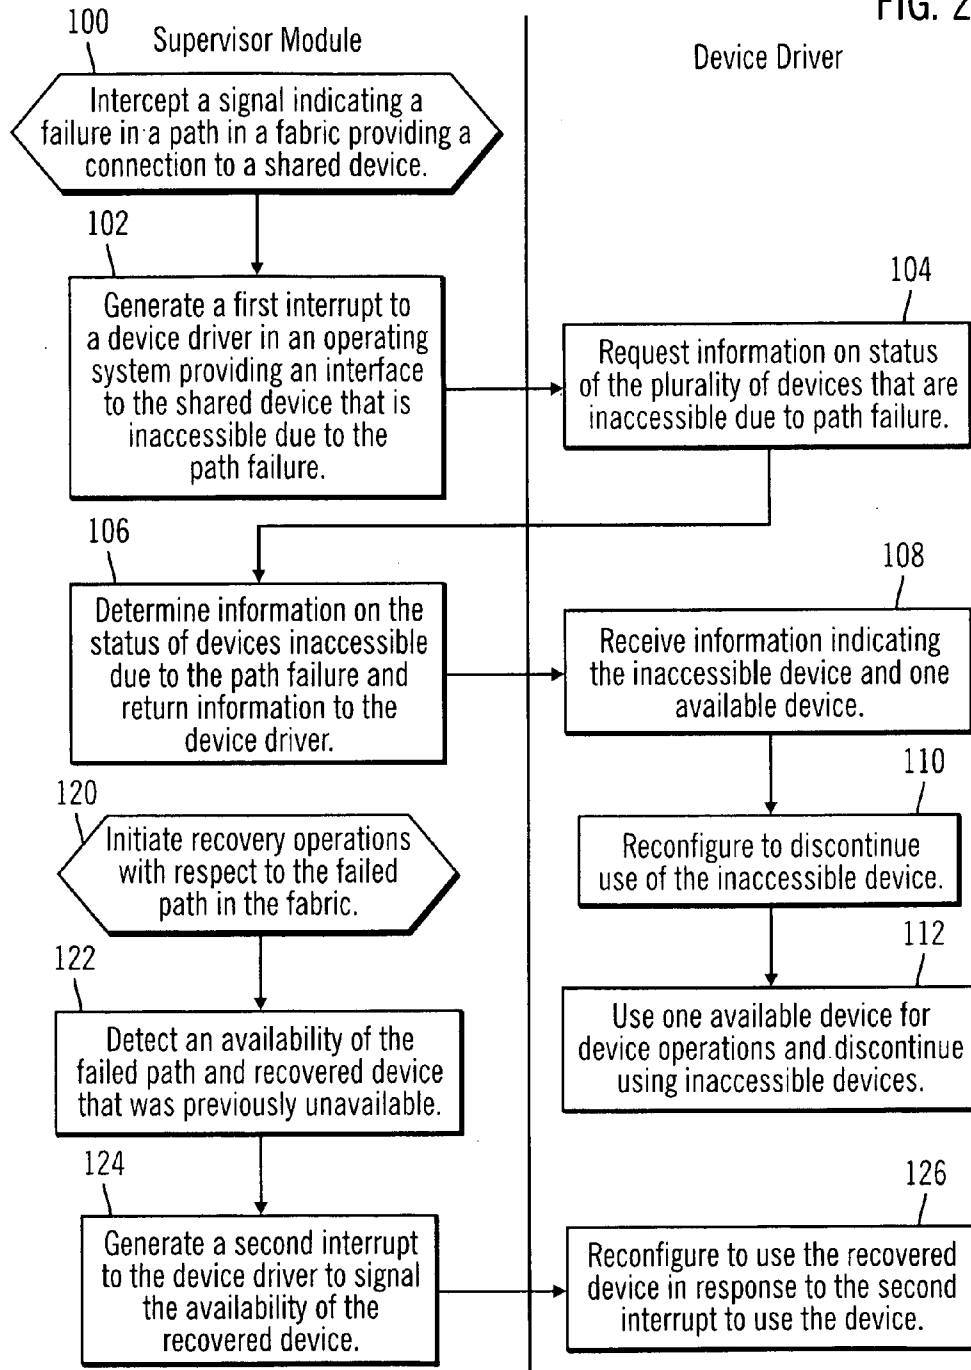 FIG. 2
100
Supervisor Module
Device Driver
Intercept a signal indicating a
failure in a path in a fabric providing a
connection to a shared device.
102
Generate a first interrupt to
a device driver in an operating
system providing an interface
to the shared device that is
inaccessible due to the
path failure.
104
Request information on status
of the plurality of devices that are
inaccessible due to path failure.
106
Determine information on the
status of devices inaccessible
due to the path failure and
return information to the
device driver.
108
Receive information indicating
the inaccessible device and one
available device.
110
Reconfigure to discontinue
use of the inaccessible device.
112
Use one available device for
device operations and discontinue
using inaccessible devices.
120
Initiate recovery operations
with respect to the failed
path in the fabric.
122
Detect an availability of the
failed path and recovered device
that was previously unavailable.
124
Generate a second interrupt
to the device driver to signal
the availability of the
recovered device.
126
Reconfigure to use the recovered
device in response to the second
interrupt to use the device.